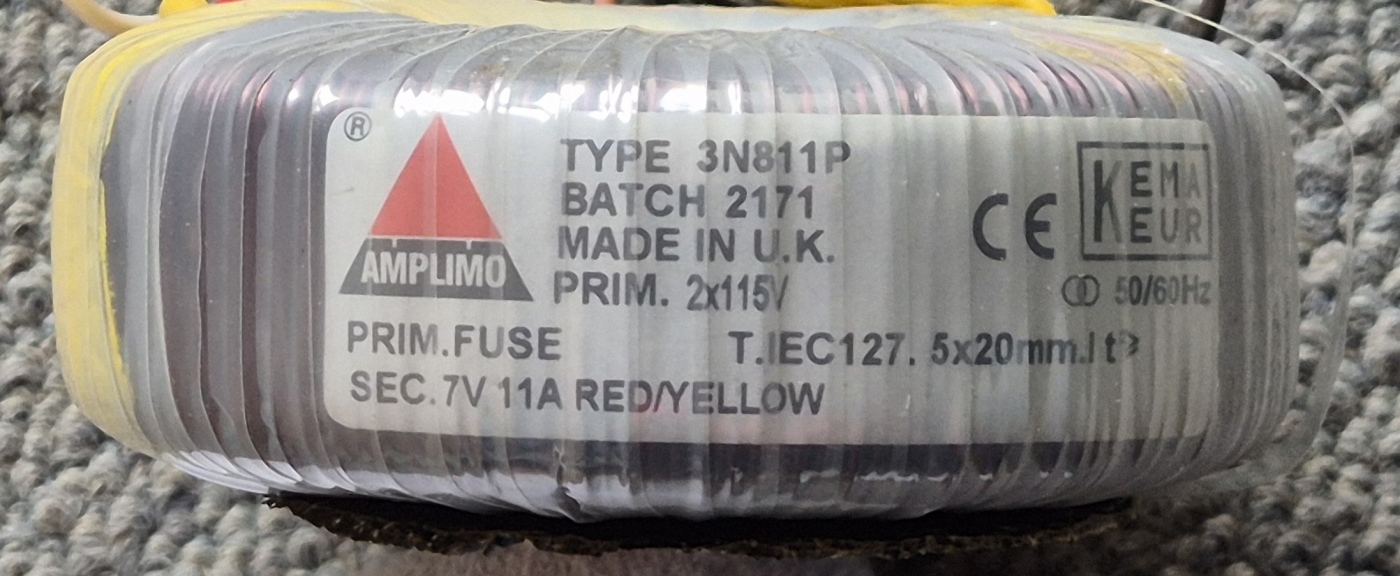 ®
AMPLIMO
TYPE 3N811P
BATCH 2171
MADE IN U.K.
PRIM. 2x115V
CE
KEMA
EUR
50/60Hz
PRIM.FUSE T.IEC127. 5x20mm.
SEC.7V 11A RED/YELLOW